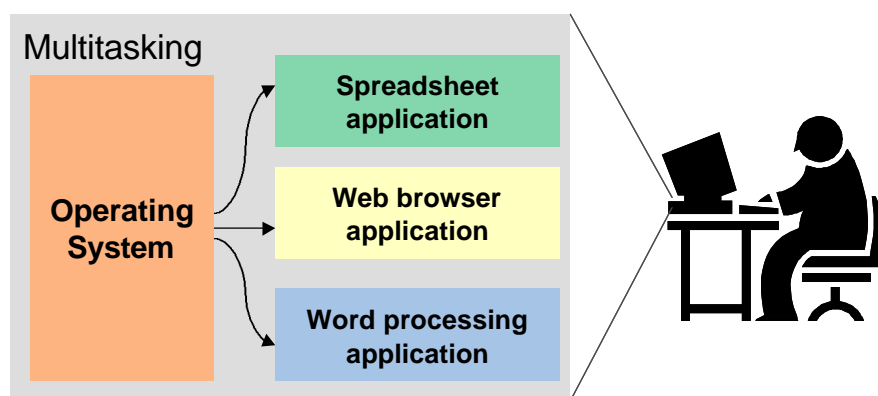 Multitasking
Operating
System
Spreadsheet
application
Web browser
application
Word processing
application